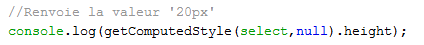 //Renvoie la valeur '20px'
console.log(getComputedStyle(select,null).height);